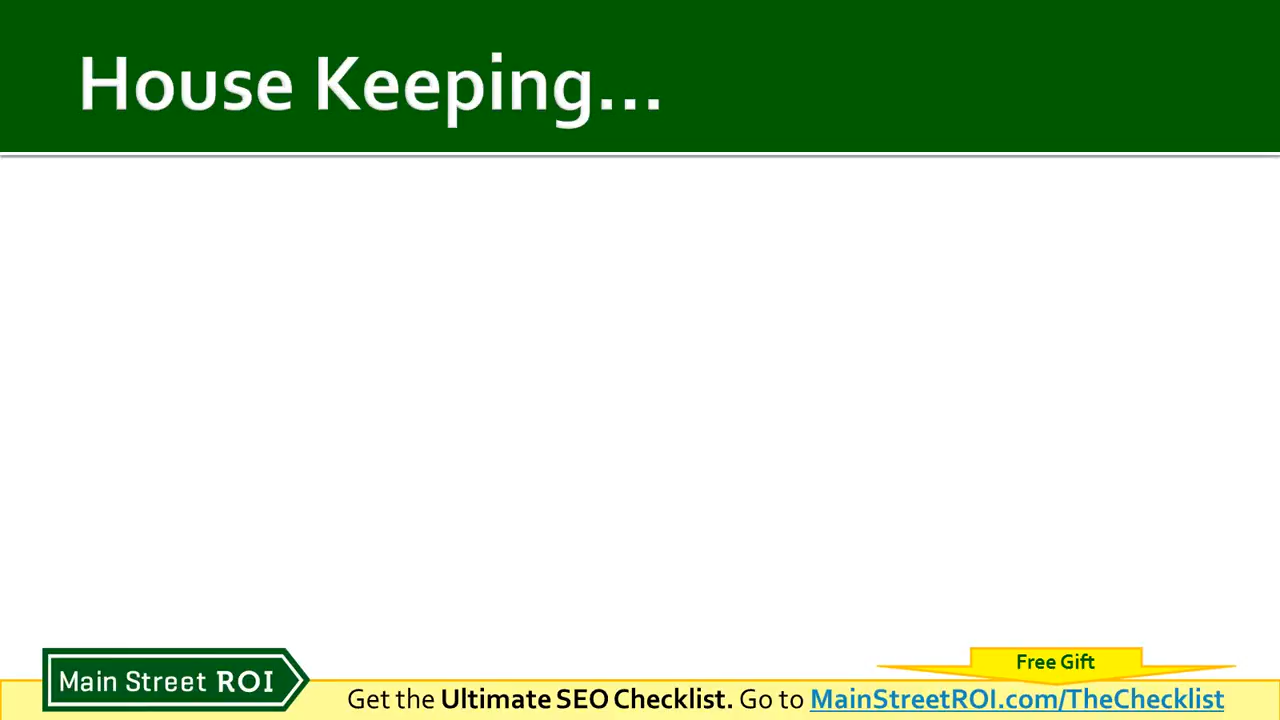 House Keeping...
Free Gift
Main Street ROI
Get the Ultimate SEO Checklist. Go to MainStreetROI.com/TheChecklist